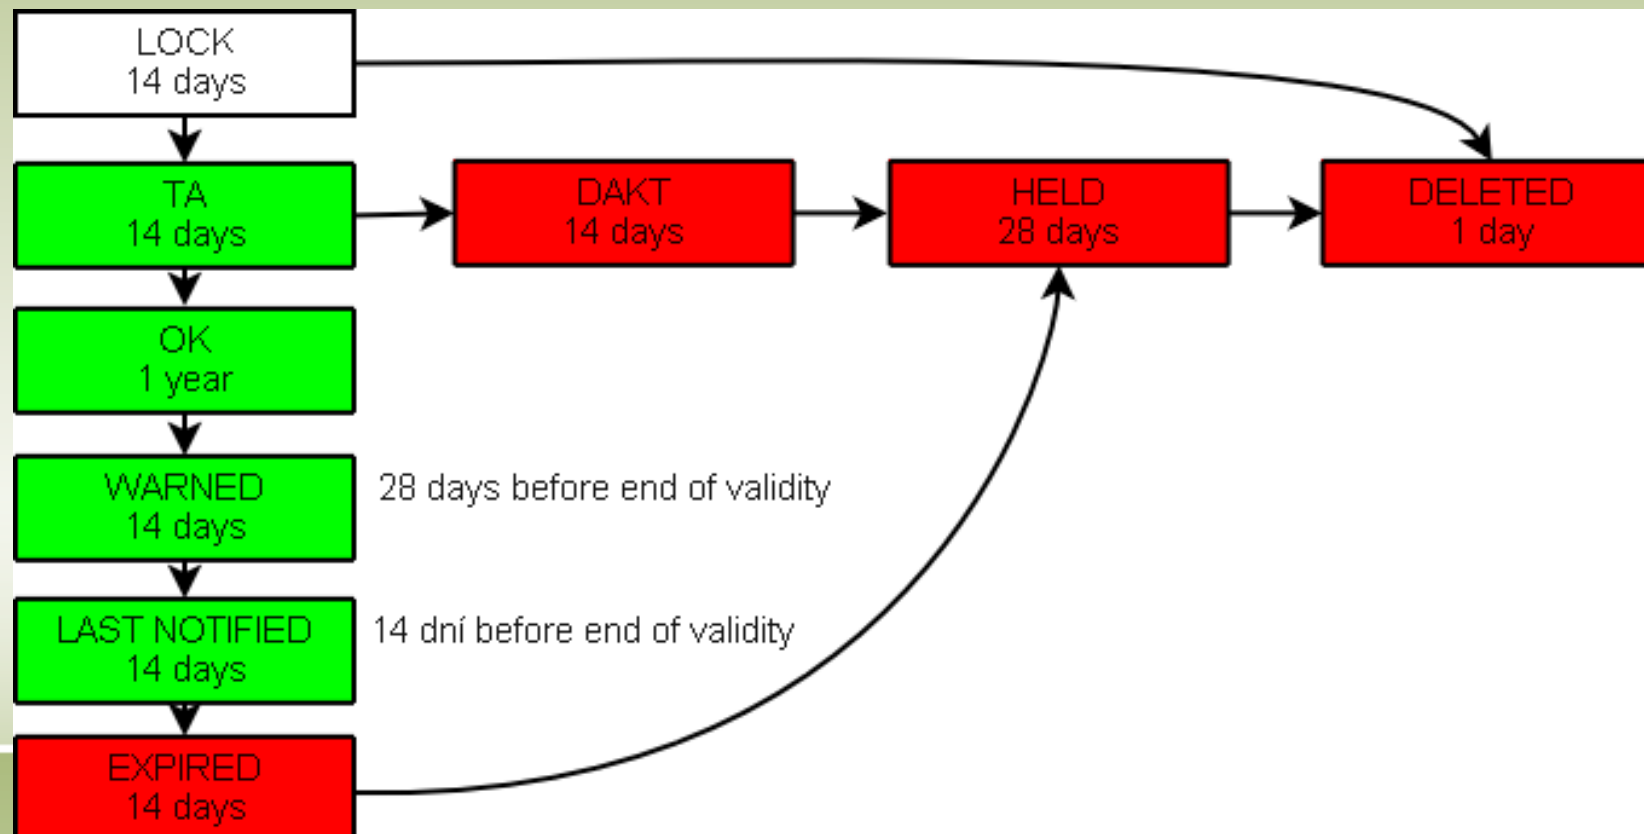 LOCK
14 days
TA
14 days
DAKT
14 days
HELD
28 days
DELETED
1 day
OK
1 year
WARNED
14 days
28 days before end of validity
LAST NOTIFIED
14 days
14 dní before end of validity
EXPIRED
14 days